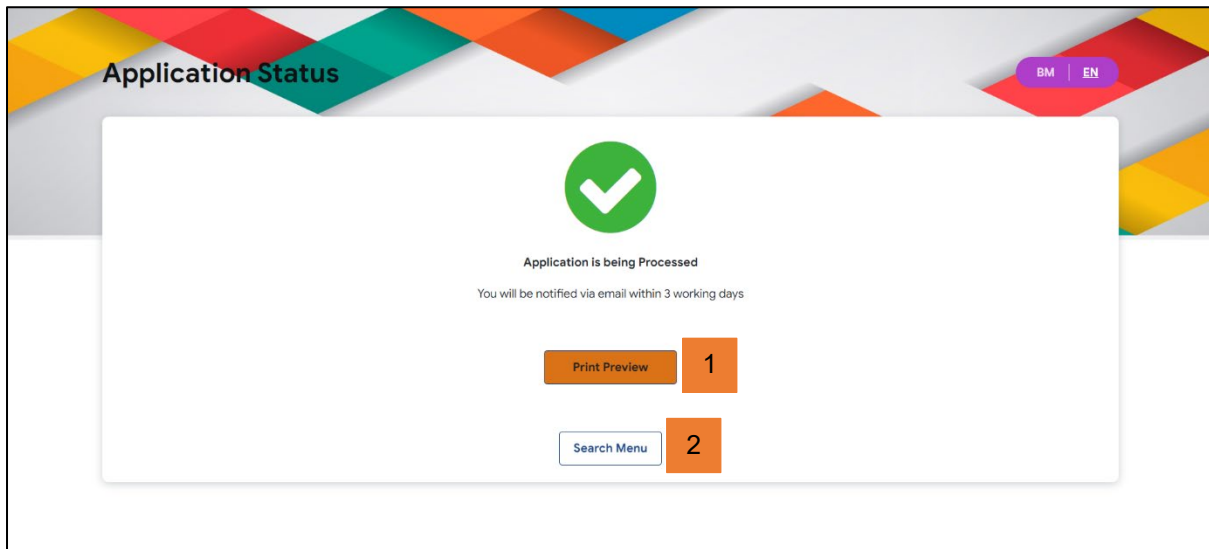 Application Status
BM | EN
Application is being Processed
You will be notified via email within 3 working days
Print Preview
1
Search Menu
2